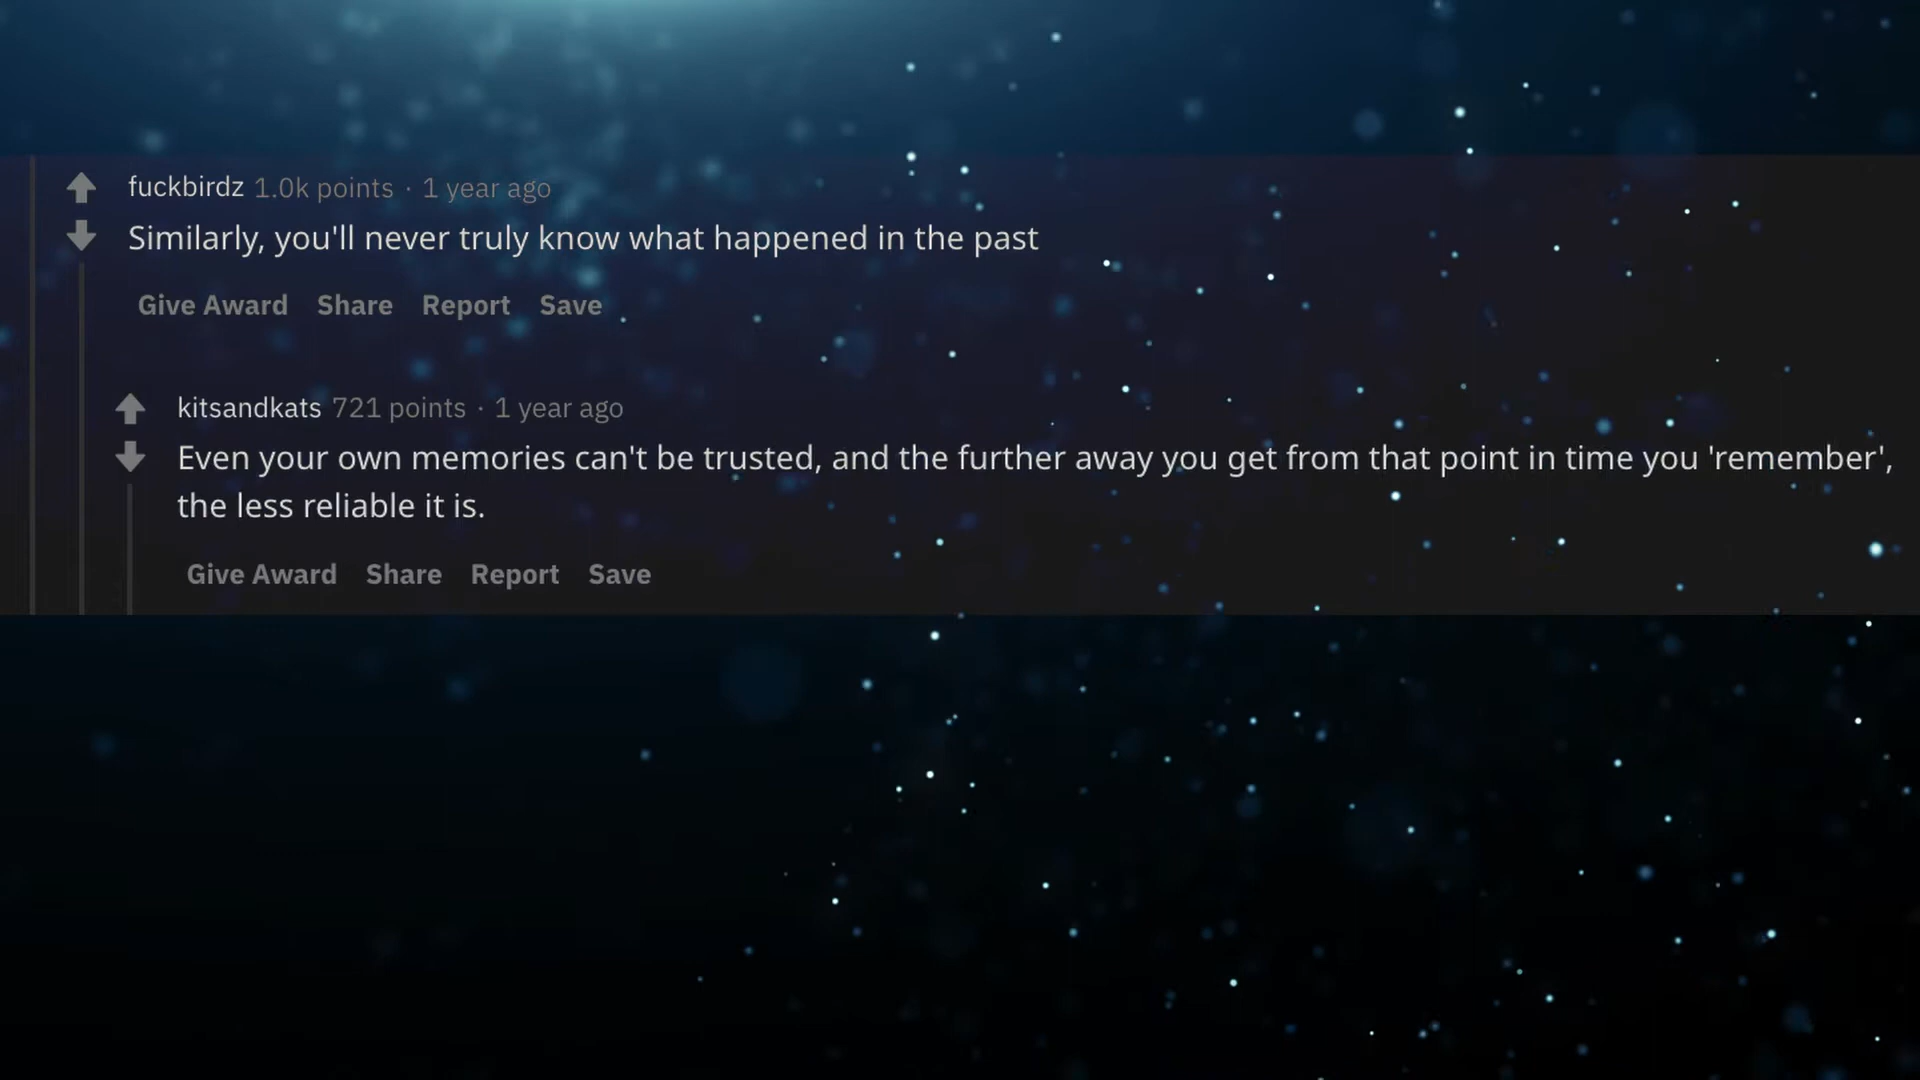 fuckbirdz 1.0k points · 1 year ago
Similarly, you'll never truly know what happened in the past
Give Award Share Report Save
kitsandkats 721 points · 1 year ago
Even your own memories can't be trusted, and the further away you get from that point in time you 'remember',
the less reliable it is.
Give Award Share Report Save